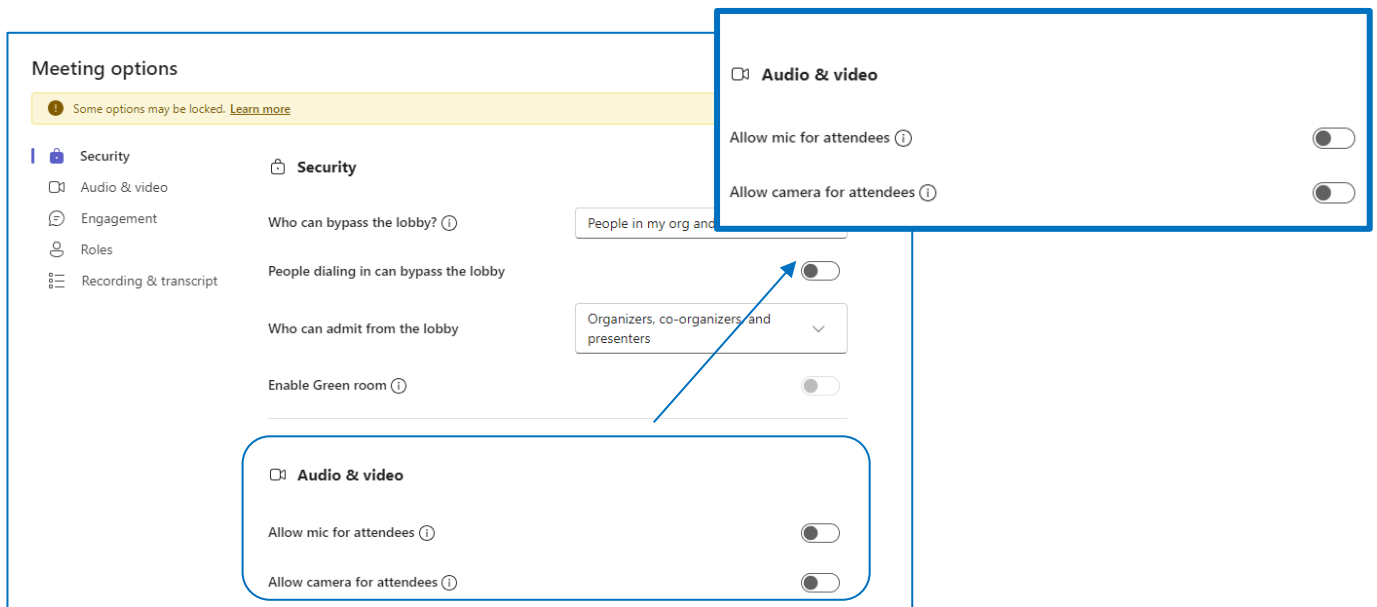 Meeting options
Some options may be locked. Learn more
Security
Audio & video
Engagement
Roles
Recording & transcript
Security
Who can bypass the lobby?
People in my org and
People dialing in can bypass the lobby
Who can admit from the lobby
Organizers, co-organizers, and
presenters
Enable Green room
Audio & video
Allow mic for attendees
Allow camera for attendees
Audio & video
Allow mic for attendees
Allow camera for attendees